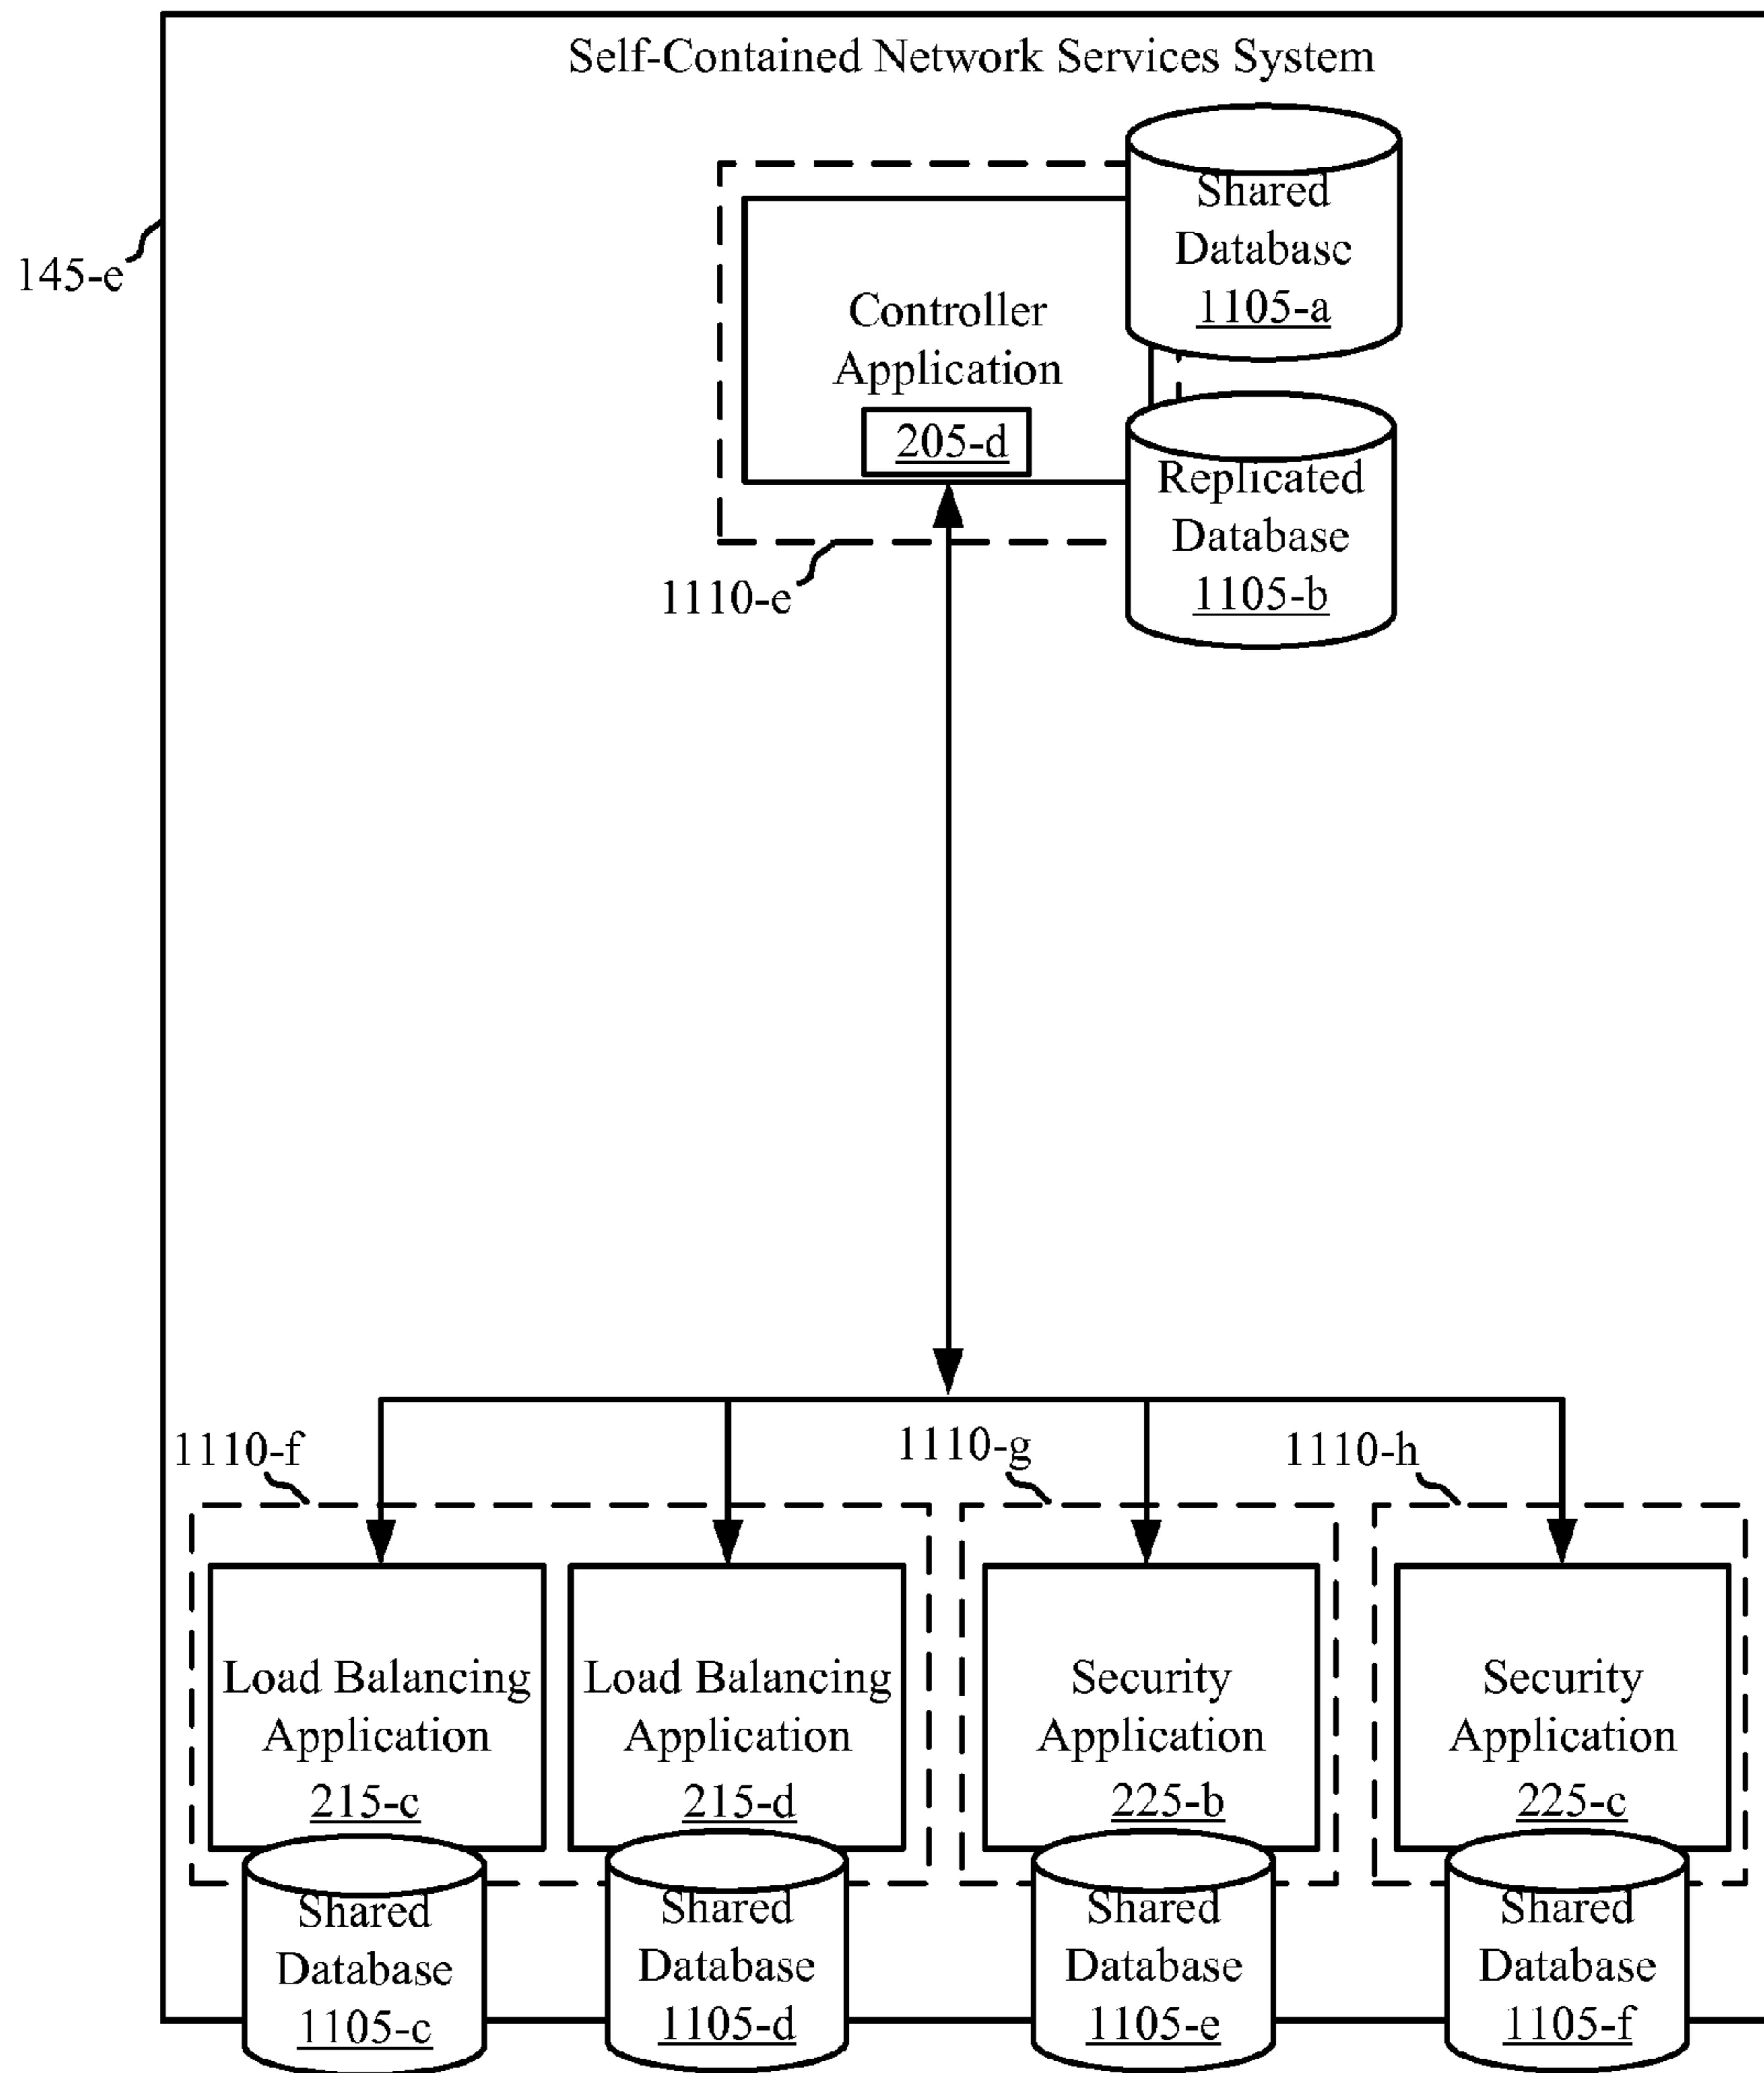 Self-Contained Network Services System
145-e
Shared
Database
1105-a
Controller
Application
205-d
Replicated
Database
1105-b
1110-e
1110-f
1110-g
1110-h
Load Balancing
Application
215-c
Load Balancing
Application
215-d
Security
Application
225-b
Security
Application
225-c
Shared
Database
1105-c
Shared
Database
1105-d
Shared
Database
1105-e
Shared
Database
1105-f